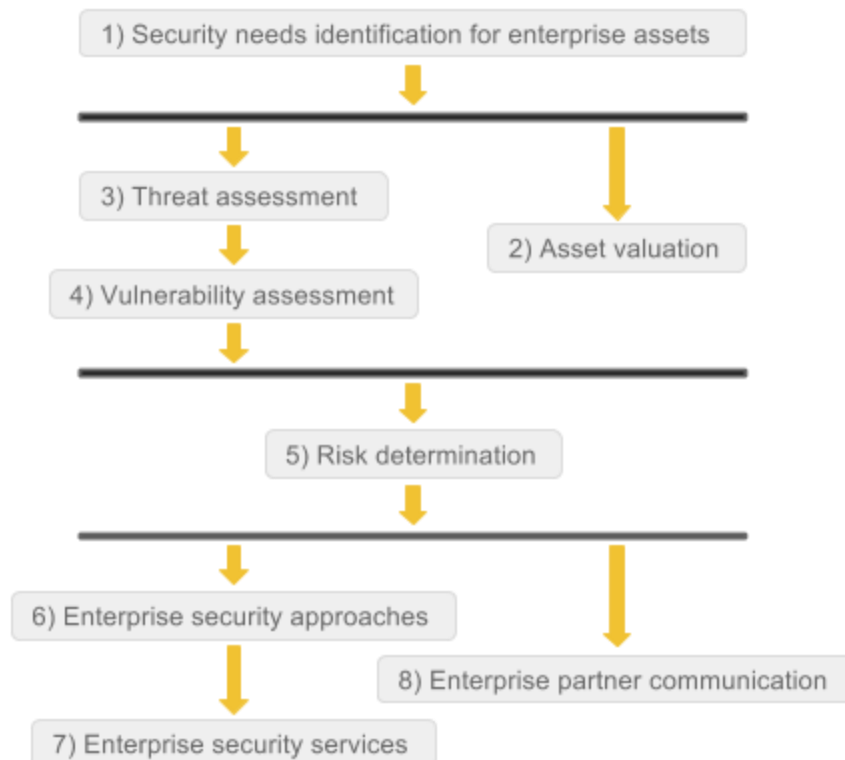 1) Security needs identification for enterprise assets
3) Threat assessment
2) Asset valuation
4) Vulnerability assessment
5) Risk determination
6) Enterprise security approaches
8) Enterprise partner communication
7) Enterprise security services